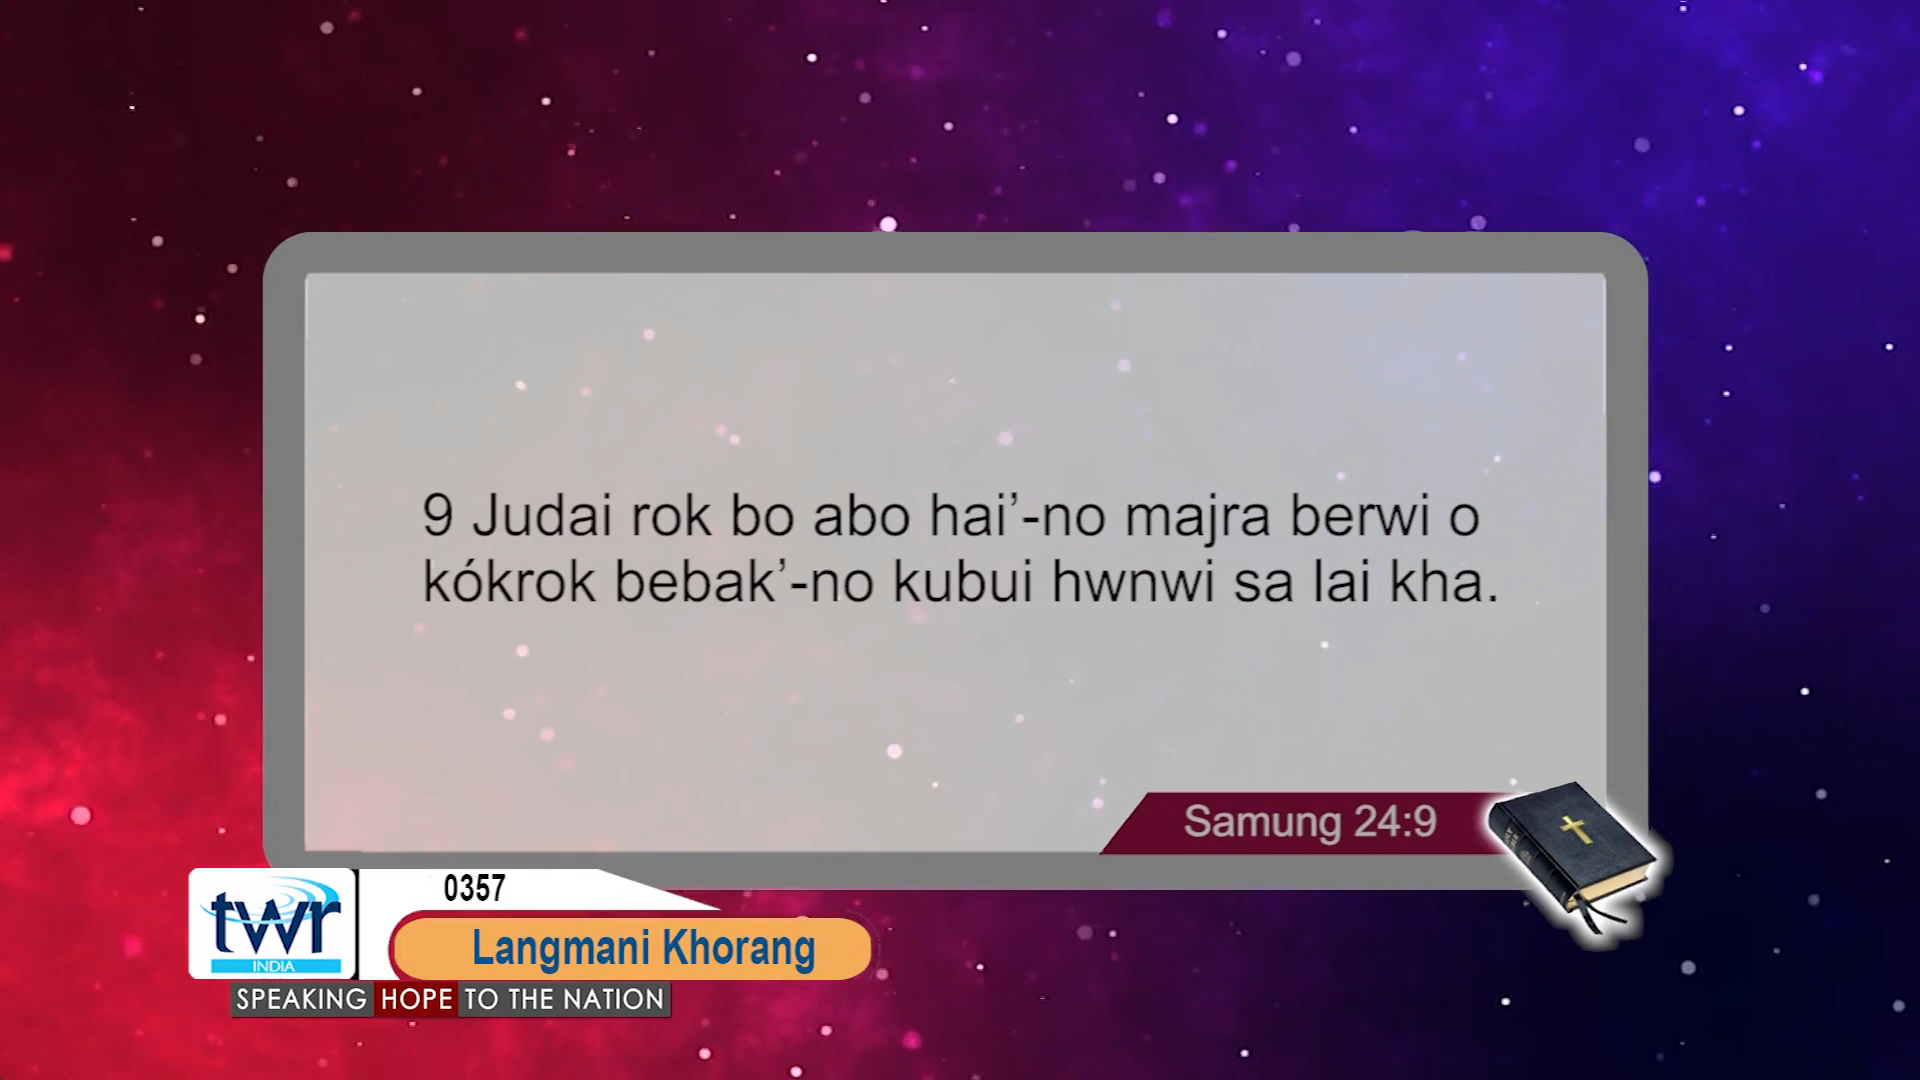 9 Judai rok bo abo hai’-no majra berwi o
kókrok bebak’-no kubui hwnwi sa lai kha.
Samung 24:9
0357
twr
INDIA
Langmani Khorang
SPEAKING HOPE TO THE NATION